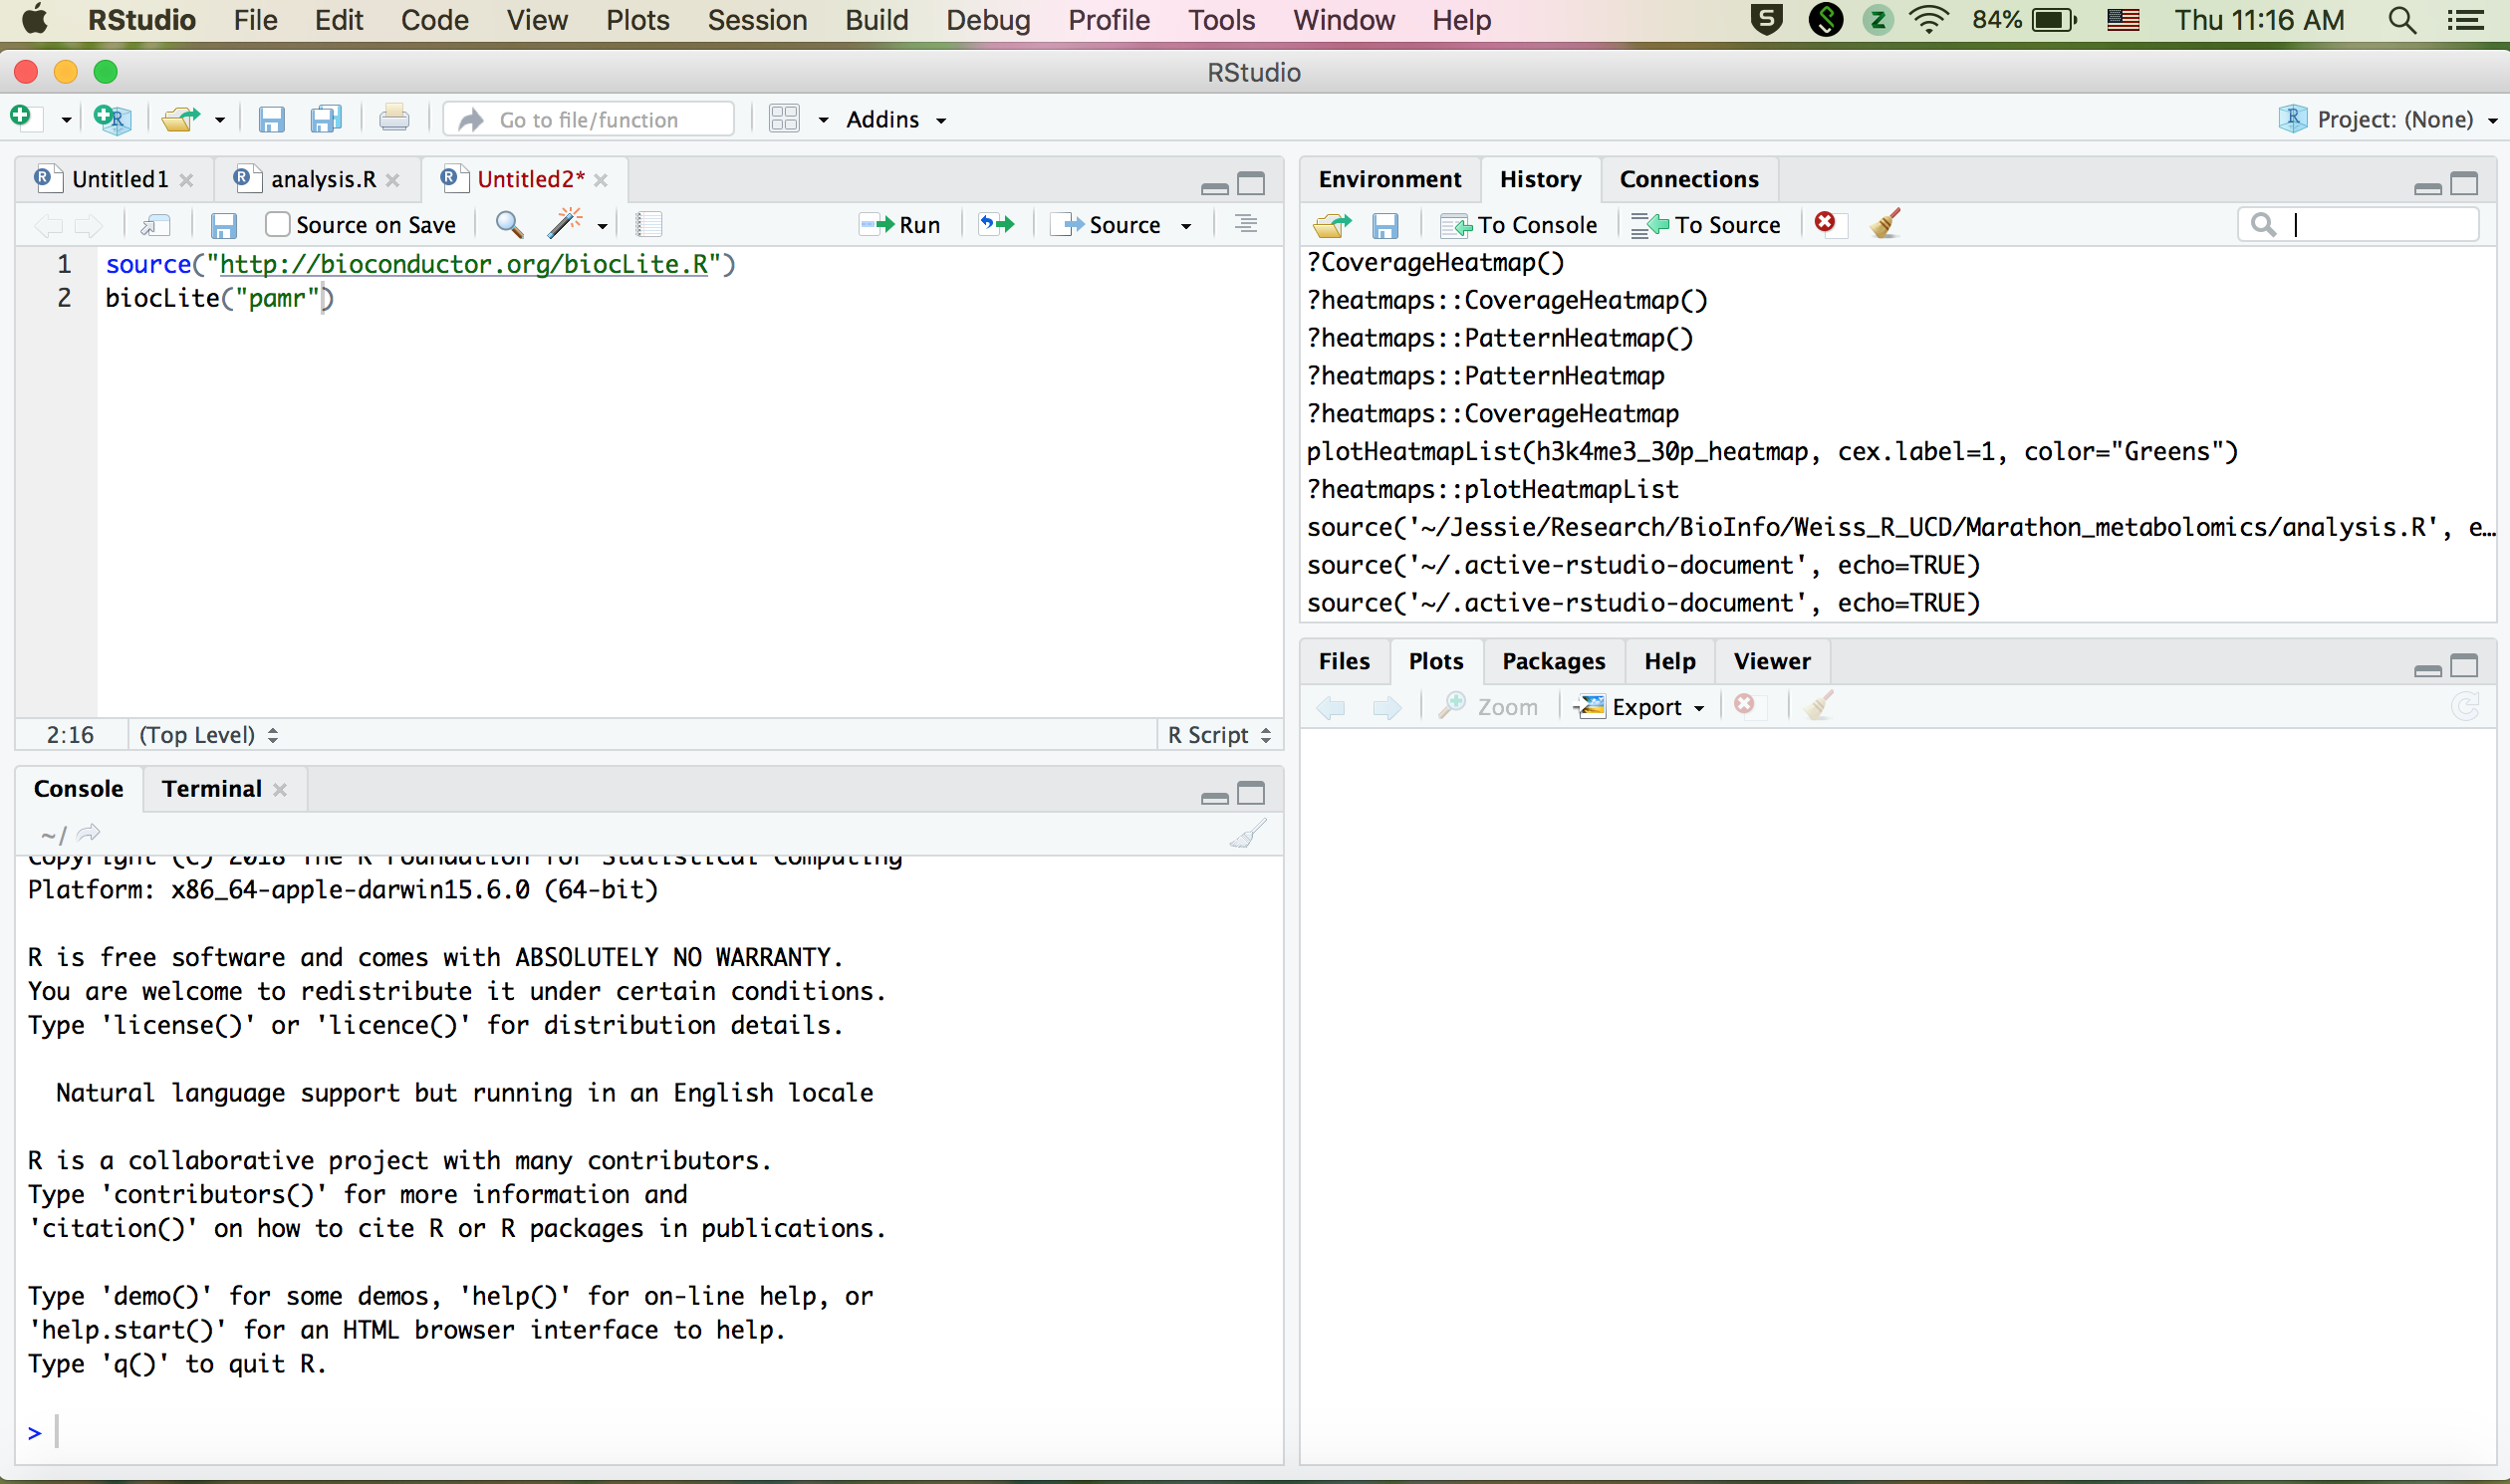 RStudio File Edit Code View Plots Session Build Debug Profile Tools Window Help 84% Thu 11:16 AM
RStudio
Go to file/function Addins Project: (None)
Untitled1 analysis.R Untitled2*
Source on Save Run Source
1 source("http://bioconductor.org/biocLite.R")
2 biocLite("pamr")
2:16 (Top Level) R Script
Console Terminal
~/
Copyright (C) 2018 The R Foundation for Statistical Computing
Platform: x86_64-apple-darwin15.6.0 (64-bit)
R is free software and comes with ABSOLUTELY NO WARRANTY.
You are welcome to redistribute it under certain conditions.
Type 'license()' or 'licence()' for distribution details.
Natural language support but running in an English locale
R is a collaborative project with many contributors.
Type 'contributors()' for more information and
'citation()' on how to cite R or R packages in publications.
Type 'demo()' for some demos, 'help()' for on-line help, or
'help.start()' for an HTML browser interface to help.
Type 'q()' to quit R.
>
Environment History Connections
To Console To Source
?CoverageHeatmap()
?heatmaps::CoverageHeatmap()
?heatmaps::PatternHeatmap()
?heatmaps::PatternHeatmap
?heatmaps::CoverageHeatmap
plotHeatmapList(h3k4me3_30p_heatmap, cex.label=1, color="Greens")
?heatmaps::plotHeatmapList
source('~/Jessie/Research/BioInfo/Weiss_R_UCD/Marathon_metabolomics/analysis.R', e…
source('~/.active-rstudio-document', echo=TRUE)
source('~/.active-rstudio-document', echo=TRUE)
Files Plots Packages Help Viewer
Zoom Export